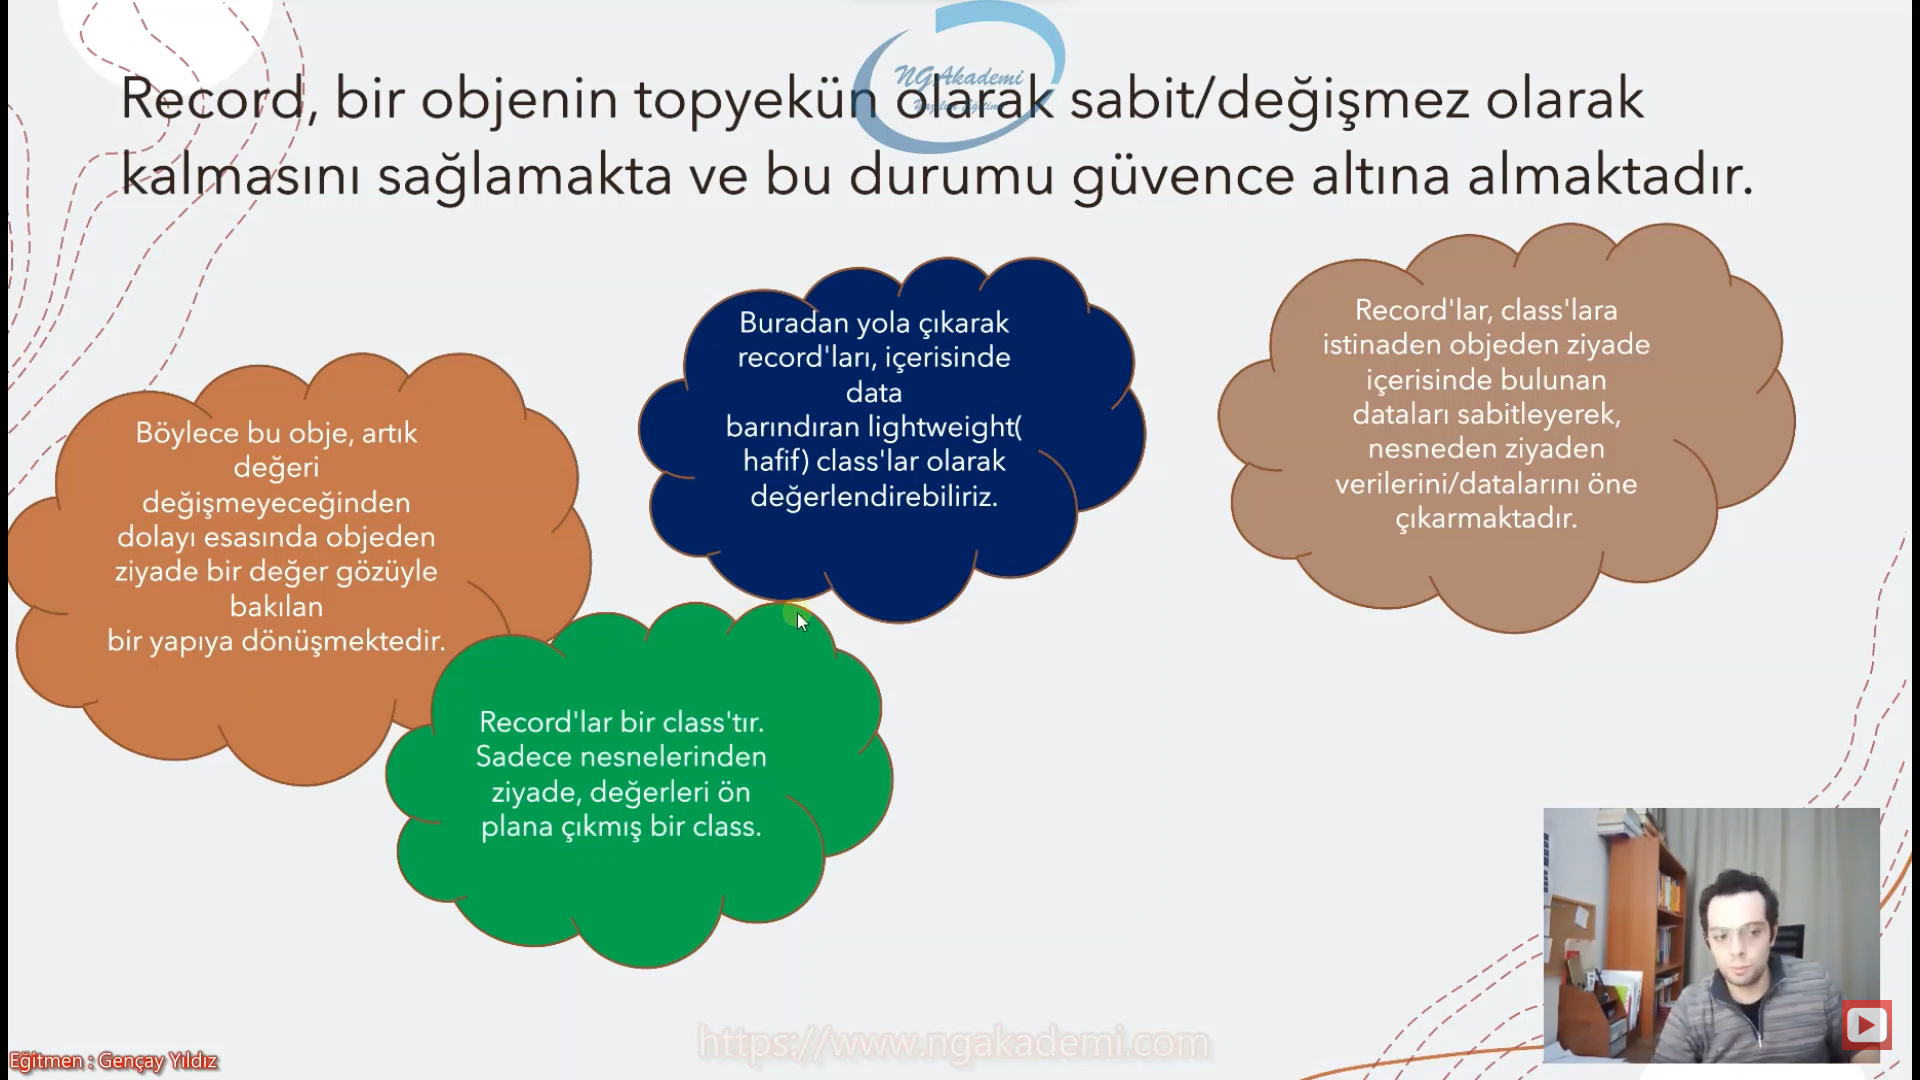 NGAkademi
Record, bir objenin topyekün olarak sabit/değişmez olarak
kalmasını sağlamakta ve bu durumu güvence altına almaktadır.
Böylece bu obje, artık
değeri
değişmeyeceğinden
dolayı esasında objeden
ziyade bir değer gözüyle
bakılan
bir yapıya dönüşmektedir.
Buradan yola çıkarak
record'ları, içerisinde
data
barındıran lightweight(
hafif) class'lar olarak
değerlendirebiliriz.
Record'lar, class'lara
istinaden objeden ziyade
içerisinde bulunan
dataları sabitleyerek,
nesneden ziyaden
verilerini/datalarını öne
çıkarmaktadır.
Record'lar bir class'tır.
Sadece nesnelerinden
ziyade, değerleri ön
plana çıkmış bir class.
https://www.ngakademi.com
Eğitmen : Gençay Yıldız